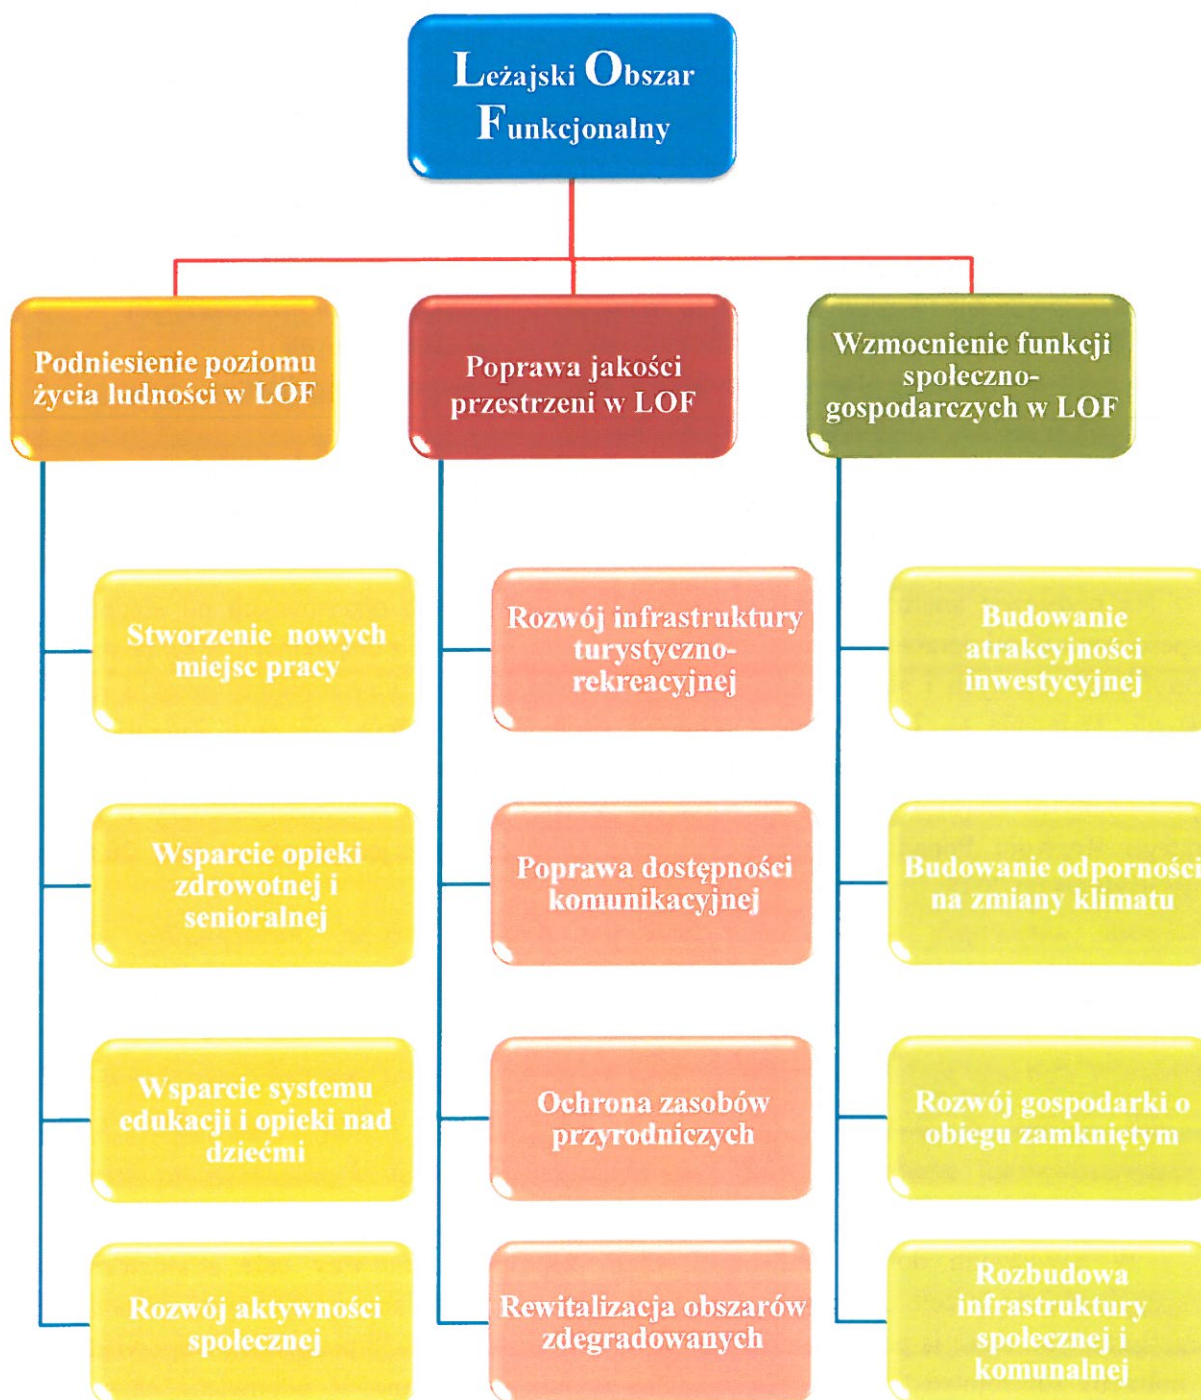 Leżajski Obszar
Funkcjonalny
Podniesienie poziomu
życia ludności w LOF
Poprawa jakości
przestrzeni w LOF
Wzmocnienie funkcji
społeczno-
gospodarczych w LOF
Stworzenie nowych
miejsc pracy
Wsparcie opieki
zdrowotnej i
senioralnej
Wsparcie systemu
edukacji i opieki nad
dziećmi
Rozwój aktywności
społecznej
Rozwój infrastruktury
turystyczno-
rekreacyjnej
Poprawa dostępności
komunikacyjnej
Ochrona zasobów
przyrodniczych
Rewitalizacja obszarów
zdegradowanych
Budowanie
atrakcyjności
inwestycyjnej
Budowanie odporności
na zmiany klimatu
Rozwój gospodarki o
obiegu zamkniętym
Rozbudowa
infrastruktury
społecznej i
komunalnej